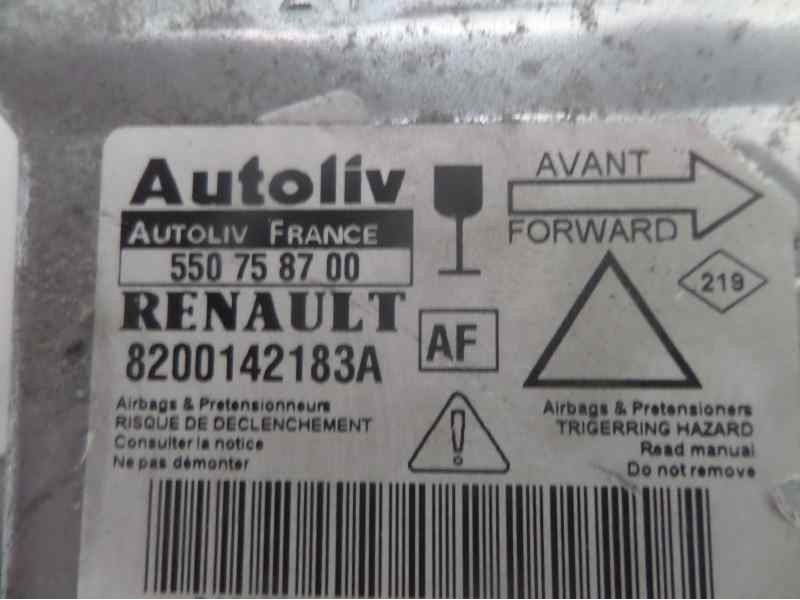 Autoliv
AUTOLIV FRANCE
550 75 87 00
RENAULT
8200142183A
AF
AVANT
FORWARD
219
Airbags & Pretensionneurs
RISQUE DE DECLENCHEMENT
Consulter la notice
Ne pas démonter
!
Airbags & Pretensioners
TRIGERRING HAZARD
Read manual
Do not remove